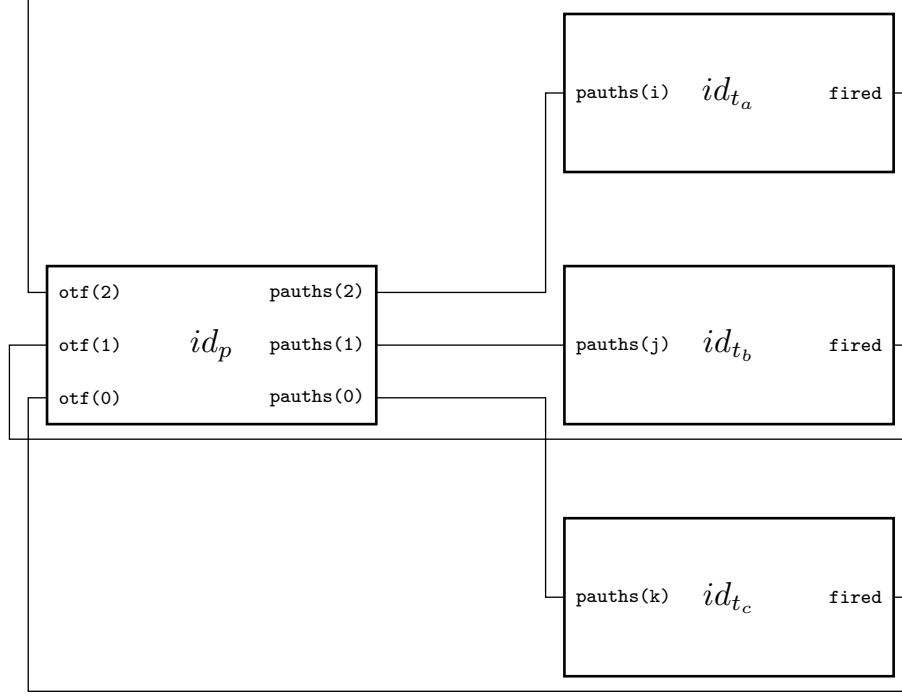 pauths(i) id_{t_a} fired
otf(2) pauths(2)
otf(1) id_p pauths(1) pauths(j) id_{t_b} fired
otf(0) pauths(0)
pauths(k) id_{t_c} fired